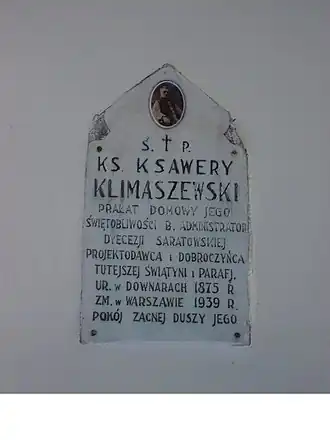 Ś. † P.
KS. KSAWERY
KLIMASZEWSKI
PRAŁAT DOMOWY JEGO
ŚWIĘTOBLIWOŚCI B. ADMINISTRATOR
DYECEZJI SARATOWSKIEJ
PROJEKTODAWCA I DOBROCZYŃCA
TUTEJSZEJ ŚWIĄTYNI I PARAFJ.
UR. W DOWNARACH 1875 R.
ZM. W WARSZAWIE 1939 R.
POKÓJ ZACNEJ DUSZY JEGO